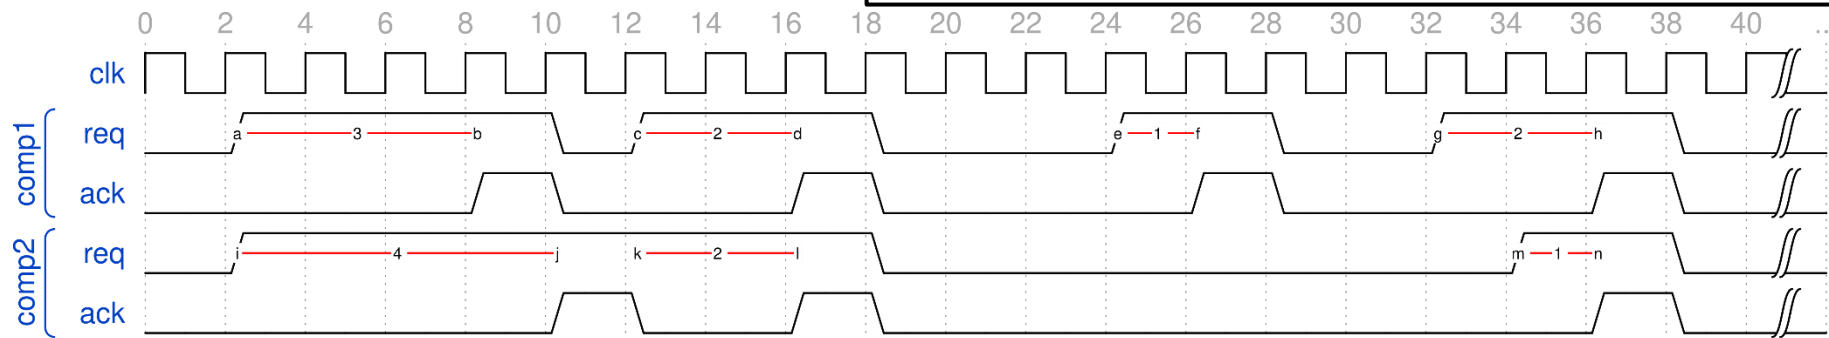 0 2 4 6 8 10 12 14 16 18 20 22 24 26 28 30 32 34 36 38 40 ..
clk
comp1
req a 3 b c 2 d e 1 f g 2 h
ack
comp2
req i 4 j k 2 l m 1 n
ack